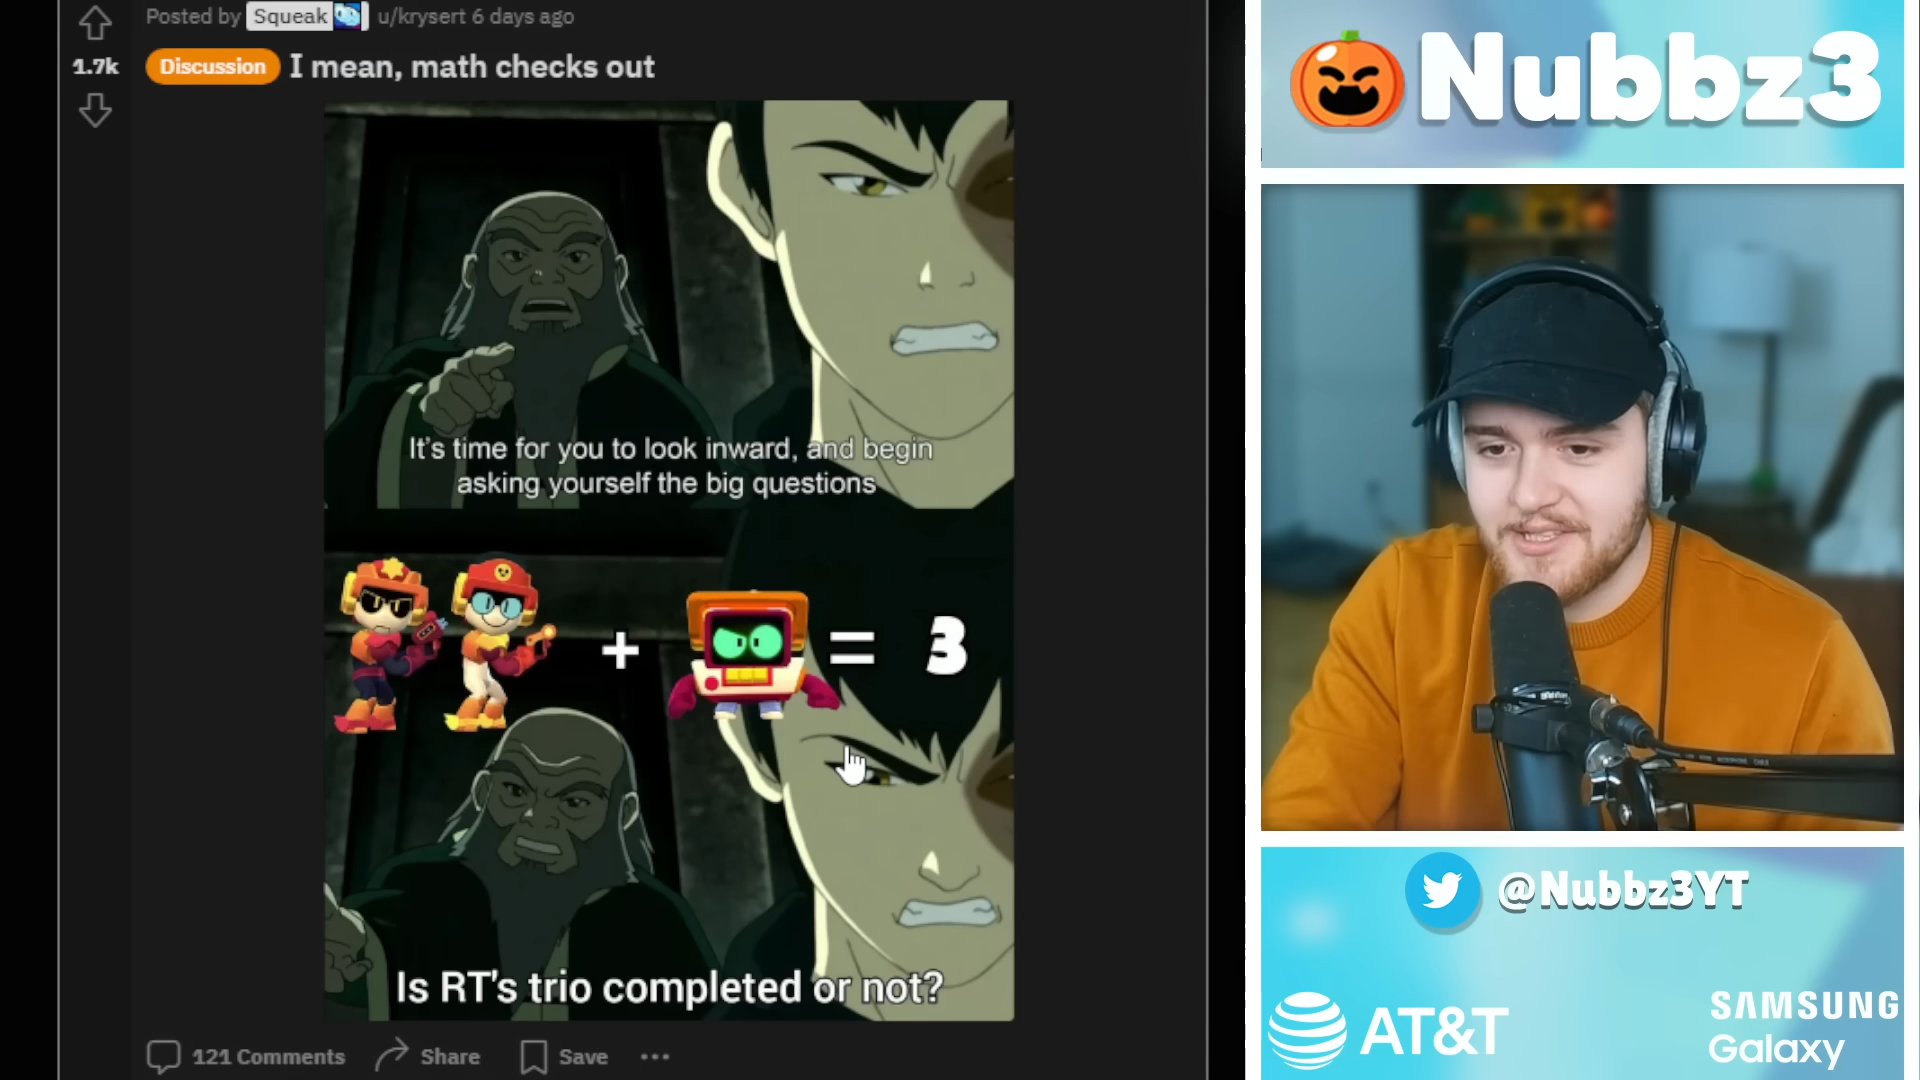 Posted by Squeak u/krysert 6 days ago
1.7k
Discussion I mean, math checks out
It's time for you to look inward, and begin
asking yourself the big questions
+ = 3
Is RT's trio completed or not?
121 Comments Share Save ...
Nubbz3
@Nubbz3YT
AT&T
SAMSUNG
Galaxy